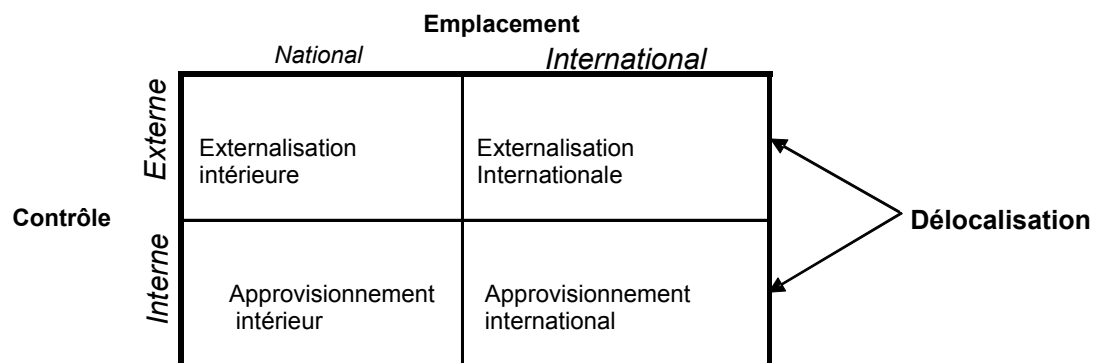 Emplacement
National
International
Externe
Externalisation
intérieure
Externalisation
Internationale
Contrôle
Délocalisation
Interne
Approvisionnement
intérieur
Approvisionnement
international